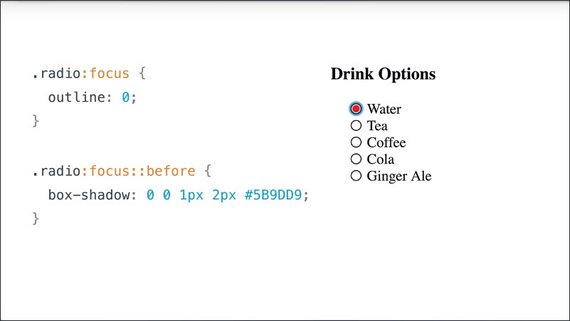 .radio:focus {
outline: 0;
}
.radio:focus::before {
box-shadow: 0 0 1px 2px #5B9DD9;
}
Drink Options
Water
Tea
Coffee
Cola
Ginger Ale